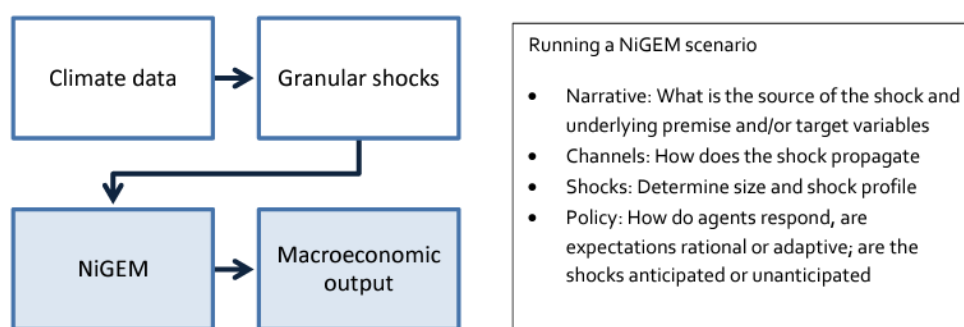 Climate data
Granular shocks
NiGEM
Macroeconomic
output
Running a NiGEM scenario
• Narrative: What is the source of the shock and
underlying premise and/or target variables
• Channels: How does the shock propagate
• Shocks: Determine size and shock profile
• Policy: How do agents respond, are
expectations rational or adaptive; are the
shocks anticipated or unanticipated